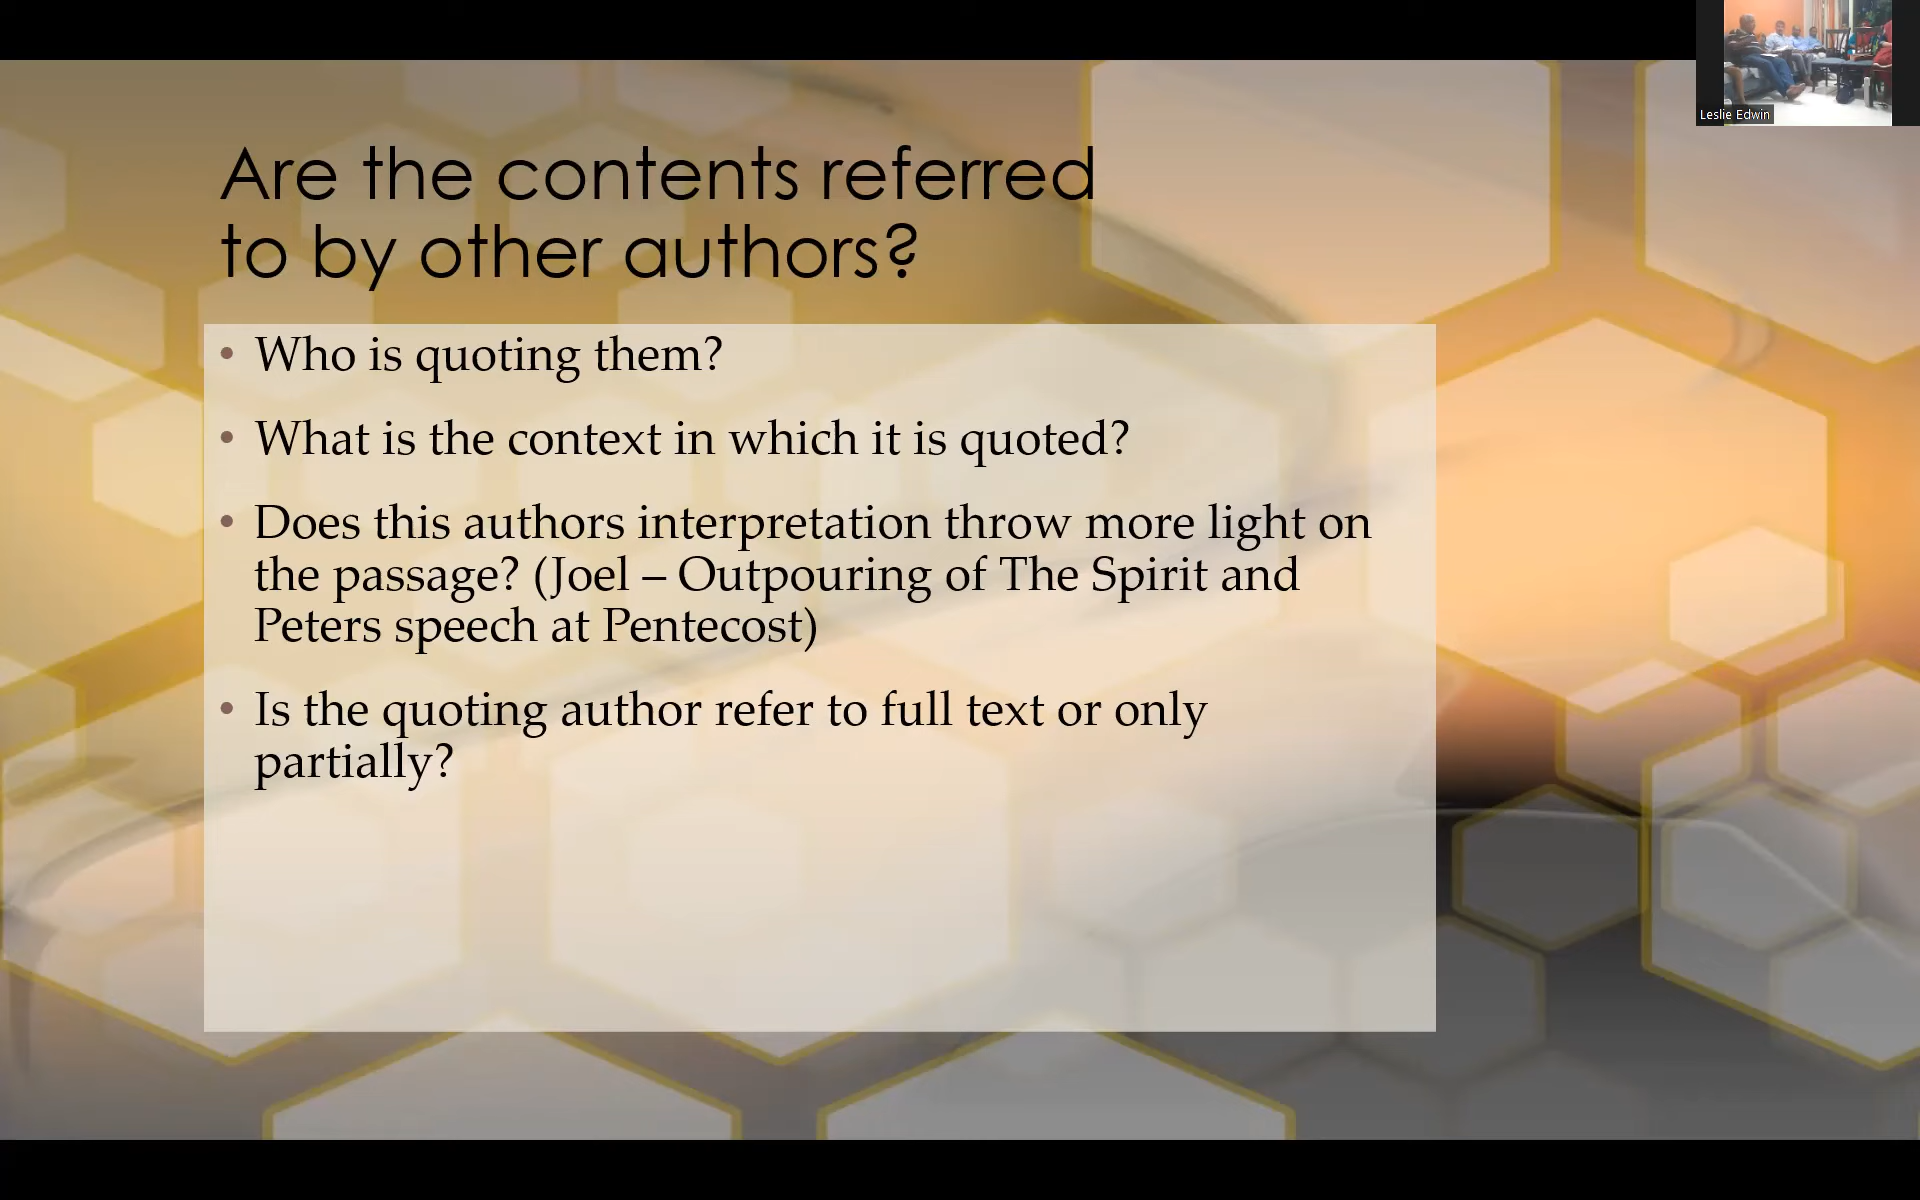 Leslie Edwin
Are the contents referred
to by other authors?
• Who is quoting them?
• What is the context in which it is quoted?
• Does this authors interpretation throw more light on
the passage? (Joel – Outpouring of The Spirit and
Peters speech at Pentecost)
• Is the quoting author refer to full text or only
partially?